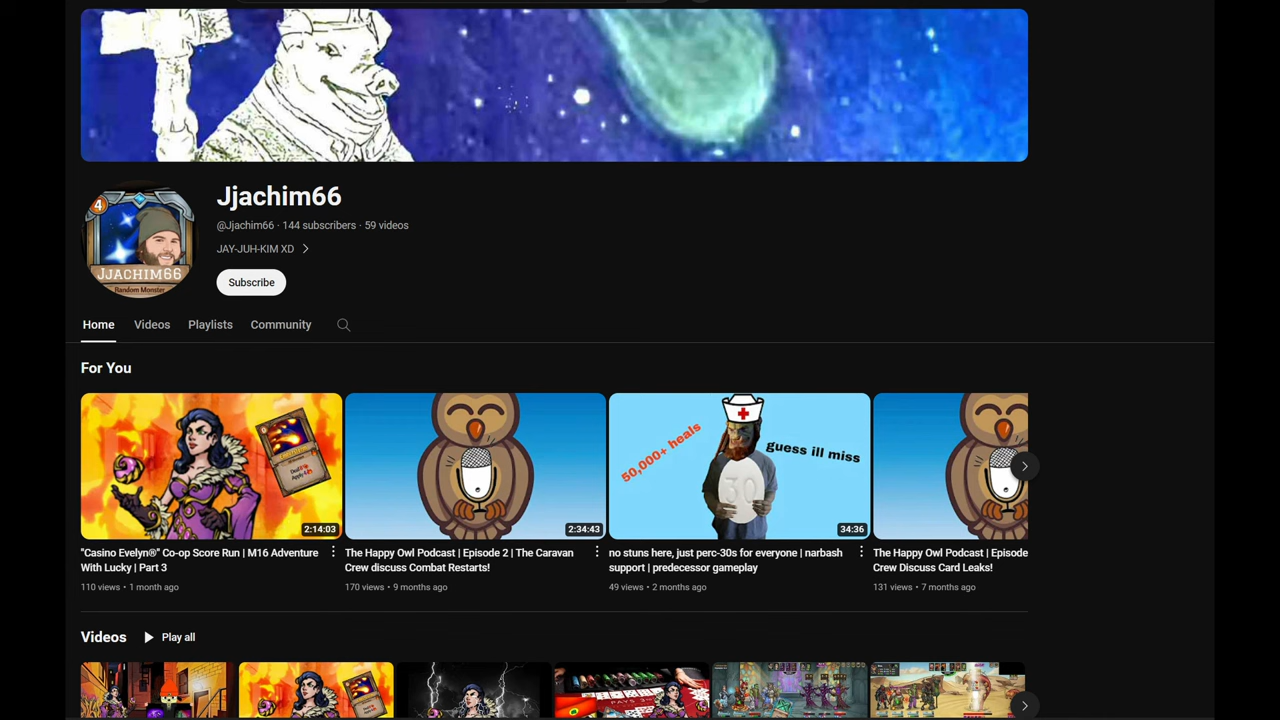 Jjachim66
@Jjachim66 · 144 subscribers · 59 videos
JAY-JUH-KIM XD
Subscribe
4
JJACHIM66
Random Monster
Home Videos Playlists Community
For You
2:14:03
2:34:43
50,000+ heals
guess ill miss
30
34:36
"Casino Evelyn®" Co-op Score Run | M16 Adventure
With Lucky | Part 3
110 views • 1 month ago
The Happy Owl Podcast | Episode 2 | The Caravan
Crew discuss Combat Restarts!
170 views • 9 months ago
no stuns here, just perc-30s for everyone | narbash
support | predecessor gameplay
49 views • 2 months ago
The Happy Owl Podcast | Episode
Crew Discuss Card Leaks!
131 views • 7 months ago
Videos Play all
PAYS 3